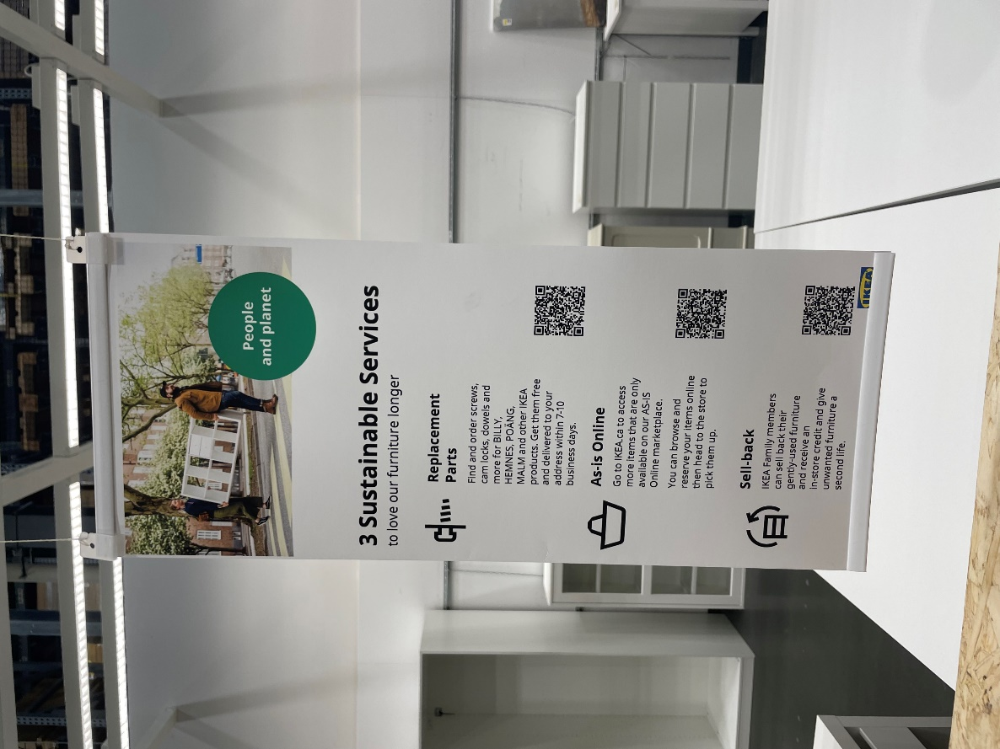 People
and planet
3 Sustainable Services
to love our furniture longer
Replacement
Parts
Find and order screws,
cam locks, dowels and
more for BILLY,
HEMNES, POÄNG,
MALM and other IKEA
products. Get them free
and delivered to your
address within 7-10
business days.
As-is Online
Go to IKEA.ca to access
more items that are only
available on our AS-IS
Online marketplace.
You can browse and
reserve your items online
then head to the store to
pick them up.
Sell-back
IKEA Family members
can sell back their
gently-used furniture
and receive an
in-store credit and give
unwanted furniture a
second life.
IKEA